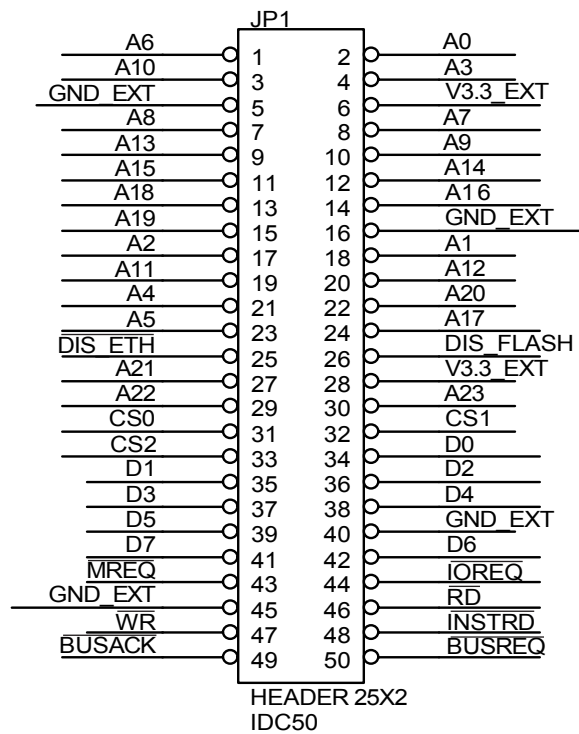 JP1
A6 1 2 A0
A10 3 4 A3
GND_EXT 5 6 V3.3_EXT
A8 7 8 A7
A13 9 10 A9
A15 11 12 A14
A18 13 14 A16
A19 15 16 GND_EXT
A2 17 18 A1
A11 19 20 A12
A4 21 22 A20
A5 23 24 A17
DIS_ETH 25 26 DIS_FLASH
A21 27 28 V3.3_EXT
A22 29 30 A23
CS0 31 32 CS1
CS2 33 34 D0
D1 35 36 D2
D3 37 38 D4
D5 39 40 GND_EXT
D7 41 42 D6
MREQ 43 44 IOREQ
GND_EXT 45 46 RD
WR 47 48 INSTRD
BUSACK 49 50 BUSREQ
HEADER 25X2
IDC50